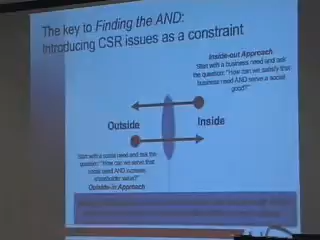 The key to Finding the AND:
Introducing CSR issues as a constraint
Inside-out Approach
Start with a business need and ask
the question: "How can we satisfy that
business need AND serve a social
good?"
Outside
Inside
Start with a social need and ask the
question: "How can we serve that
social need AND increase
shareholder value?"
Outside-in Approach